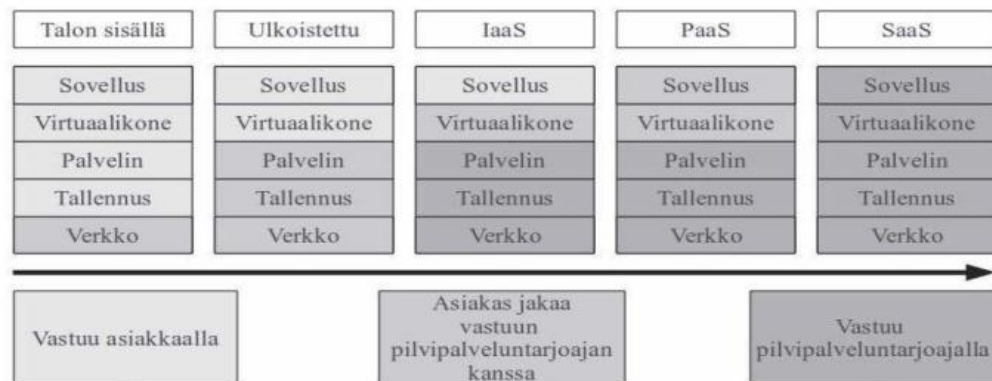 Talon sisällä
Ulkoistettu
IaaS
PaaS
SaaS
Sovellus
Sovellus
Sovellus
Sovellus
Sovellus
Virtuaalikone
Virtuaalikone
Virtuaalikone
Virtuaalikone
Virtuaalikone
Palvelin
Palvelin
Palvelin
Palvelin
Palvelin
Tallennus
Tallennus
Tallennus
Tallennus
Tallennus
Verkko
Verkko
Verkko
Verkko
Verkko
Vastuu asiakkaalla
Asiakas jakaa
vastuun
pilvipalveluntarjoajan
kanssa
Vastuu
pilvipalveluntarjoajalla